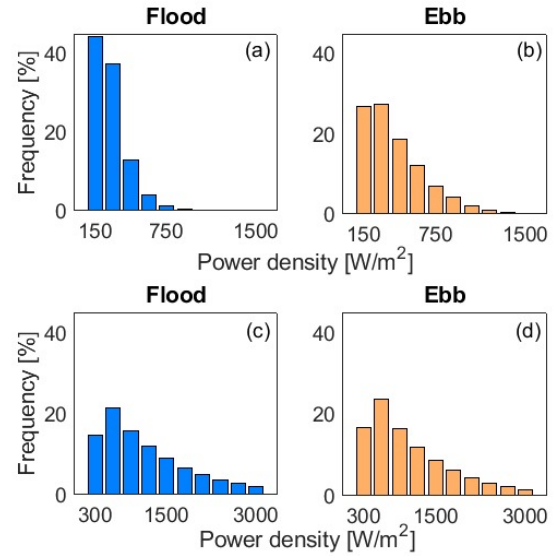 Flood
Ebb
(a)
(b)
Frequency [%]
40
20
0
40
20
0
150 750 1500
150 750 1500
Power density [W/m²]
Flood
Ebb
(c)
(d)
Frequency [%]
40
20
0
40
20
0
300 1500 3000
300 1500 3000
Power density [W/m²]